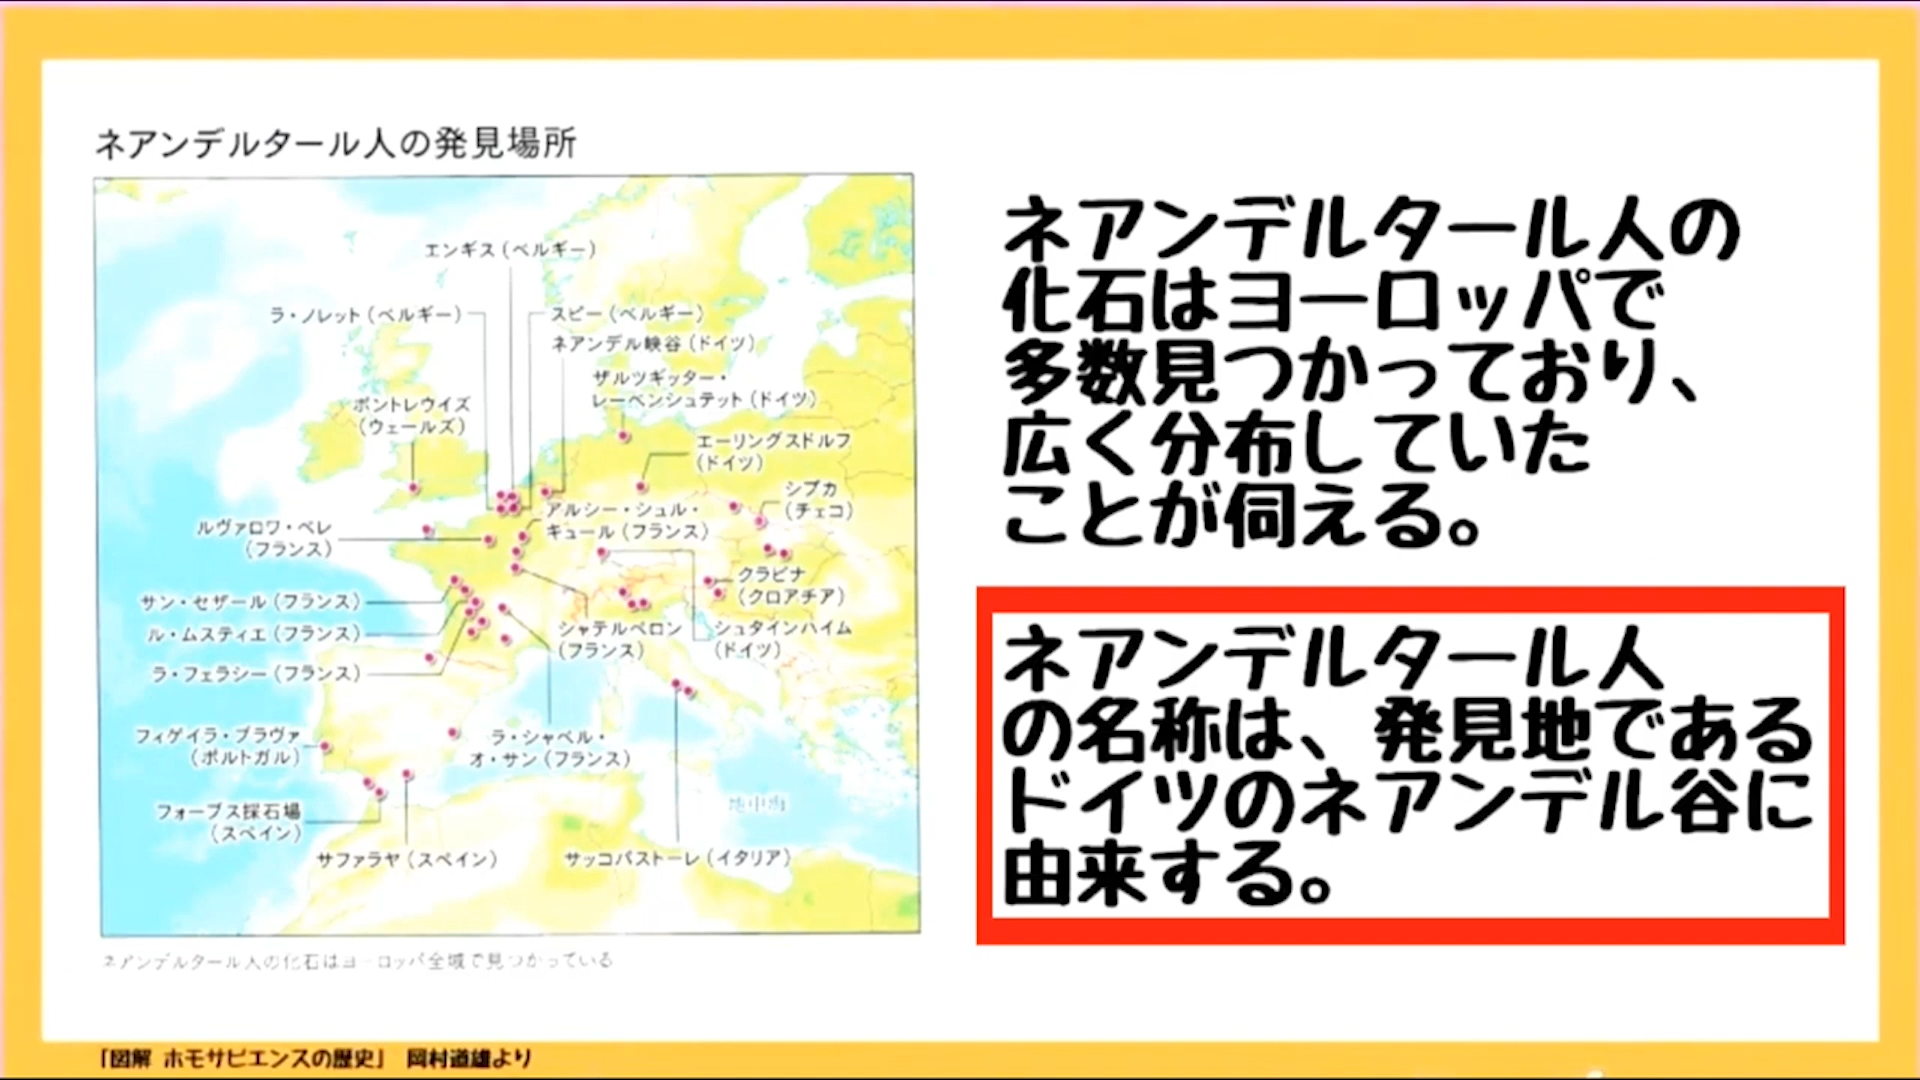 ネアンデルタール人の発見場所
エンギス(ベルギー)
ラ・ノレット(ベルギー)
スピー(ベルギー)
ネアンデル峡谷(ドイツ)
ザルツギッター・
レーベンシュテット(ドイツ)
ポントレウイズ
(ウェールズ)
エーリングスドルフ
(ドイツ)
シプカ
(チェコ)
アルシー・シュル・
キュール(フランス)
ルヴァロワ・ペレ
(フランス)
クラピナ
(クロアチア)
サン・セザール(フランス)
ル・ムスティエ(フランス)
シャテルペロン
(フランス)
シュタインハイム
(ドイツ)
ラ・フェラシー(フランス)
フィゲイラ・ブラヴァ
(ポルトガル)
ラ・シャペル・
オ・サン(フランス)
地中海
フォーブス採石場
(スペイン)
サファラヤ(スペイン)
サッコパストーレ(イタリア)
ネアンデルタール人の化石はヨーロッパ全域で見つかっている
ネアンデルタール人の
化石はヨーロッパで
多数見つかっており、
広く分布していた
ことが伺える。
ネアンデルタール人
の名称は、発見地である
ドイツのネアンデル谷に
由来する。
「図解 ホモサピエンスの歴史」 岡村道雄より